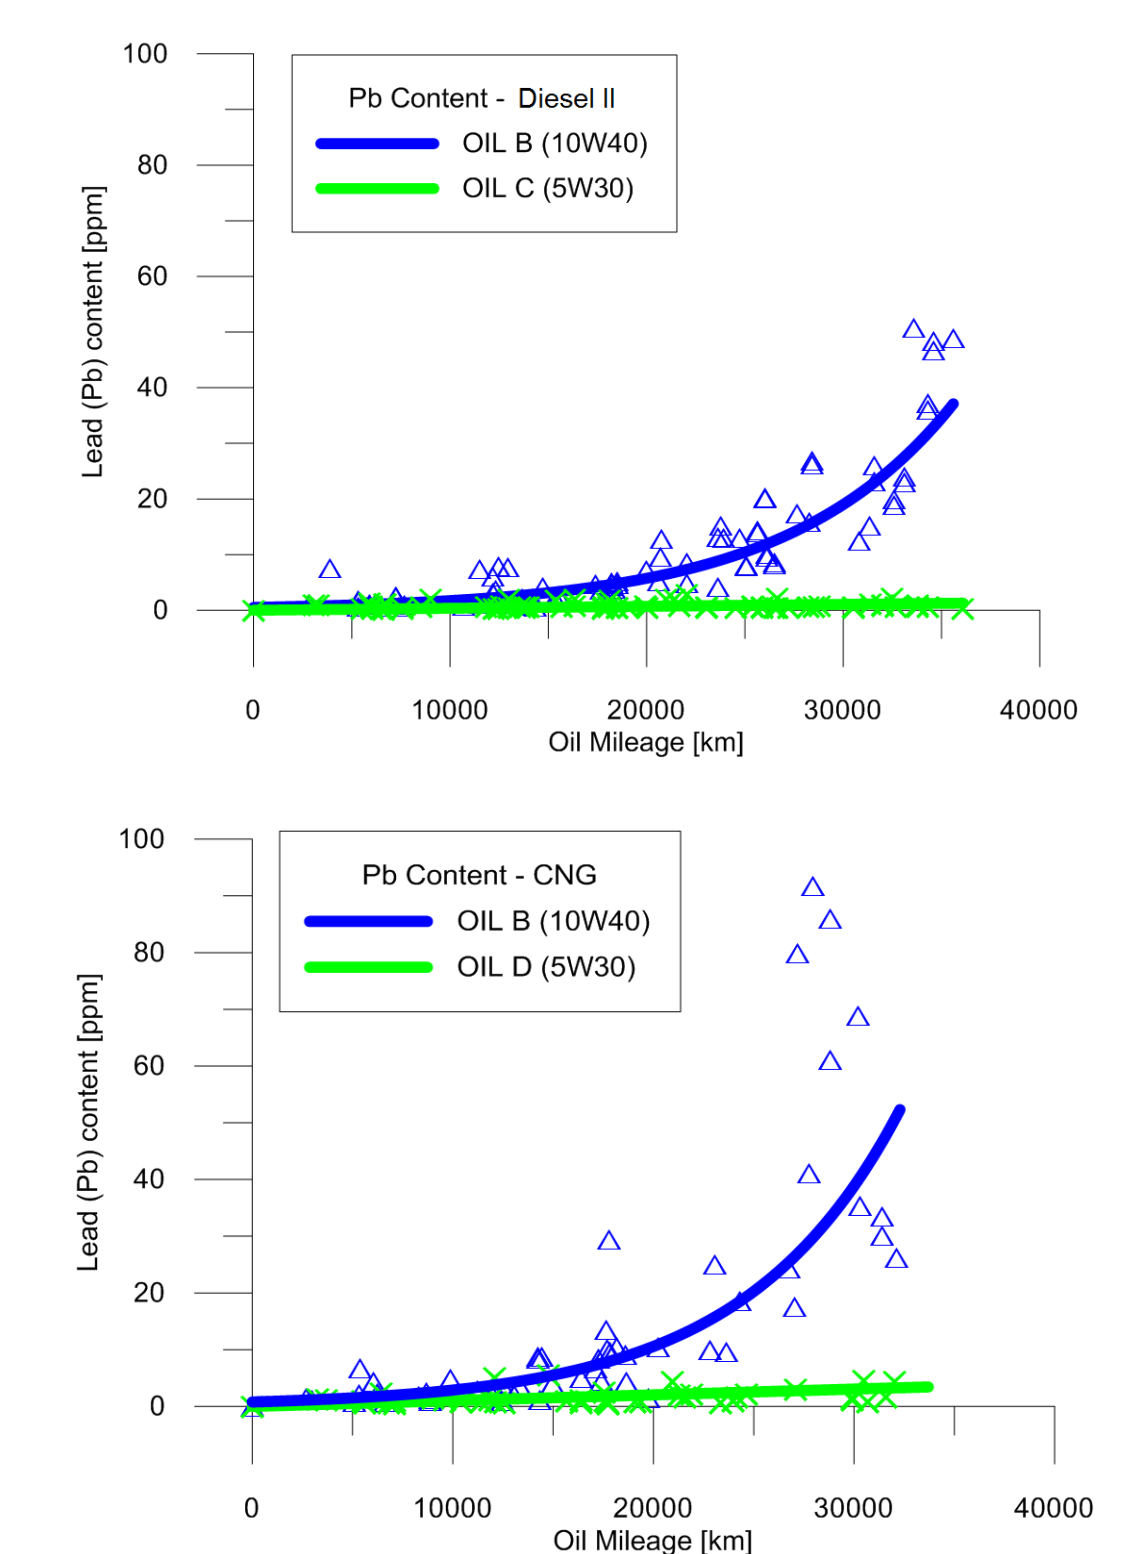 Pb Content - Diesel II
OIL B (10W40)
OIL C (5W30)
Lead (Pb) content [ppm]
100
80
60
40
20
0
0 10000 20000 30000 40000
Oil Mileage [km]
Pb Content - CNG
OIL B (10W40)
OIL D (5W30)
Lead (Pb) content [ppm]
100
80
60
40
20
0
0 10000 20000 30000 40000
Oil Mileage [km]